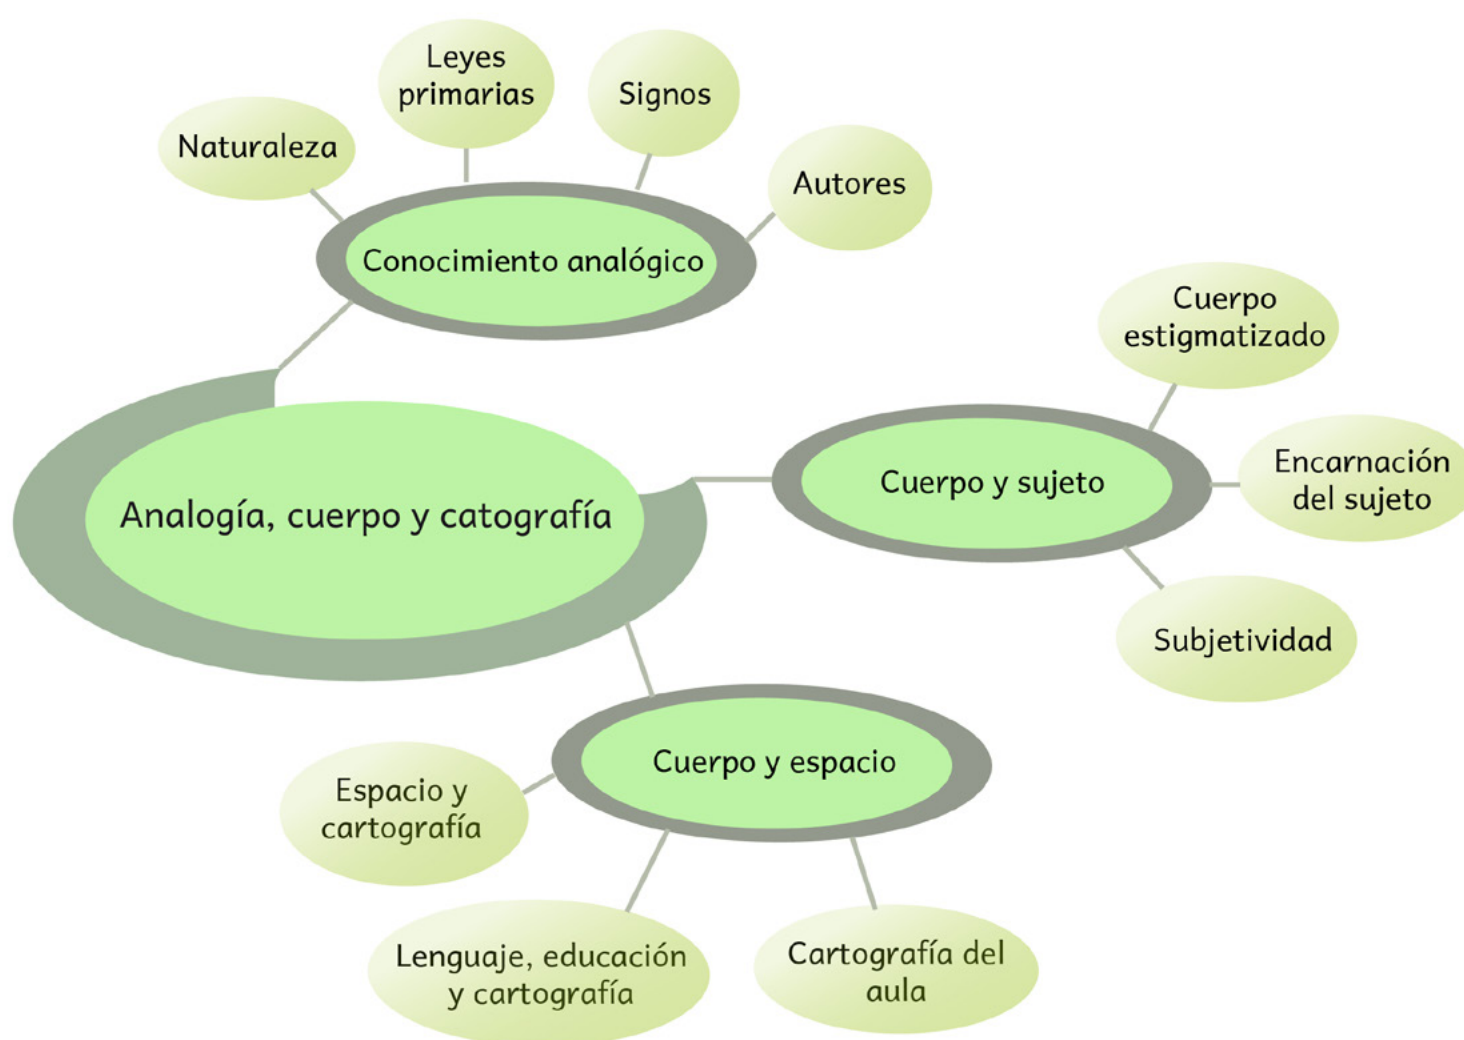 Leyes
primarias
Signos
Naturaleza
Autores
Conocimiento analógico
Cuerpo
estigmatizado
Encarnación
del sujeto
Cuerpo y sujeto
Subjetividad
Analogía, cuerpo y catografía
Cuerpo y espacio
Espacio y
cartografía
Lenguaje, educación
y cartografía
Cartografía del
aula